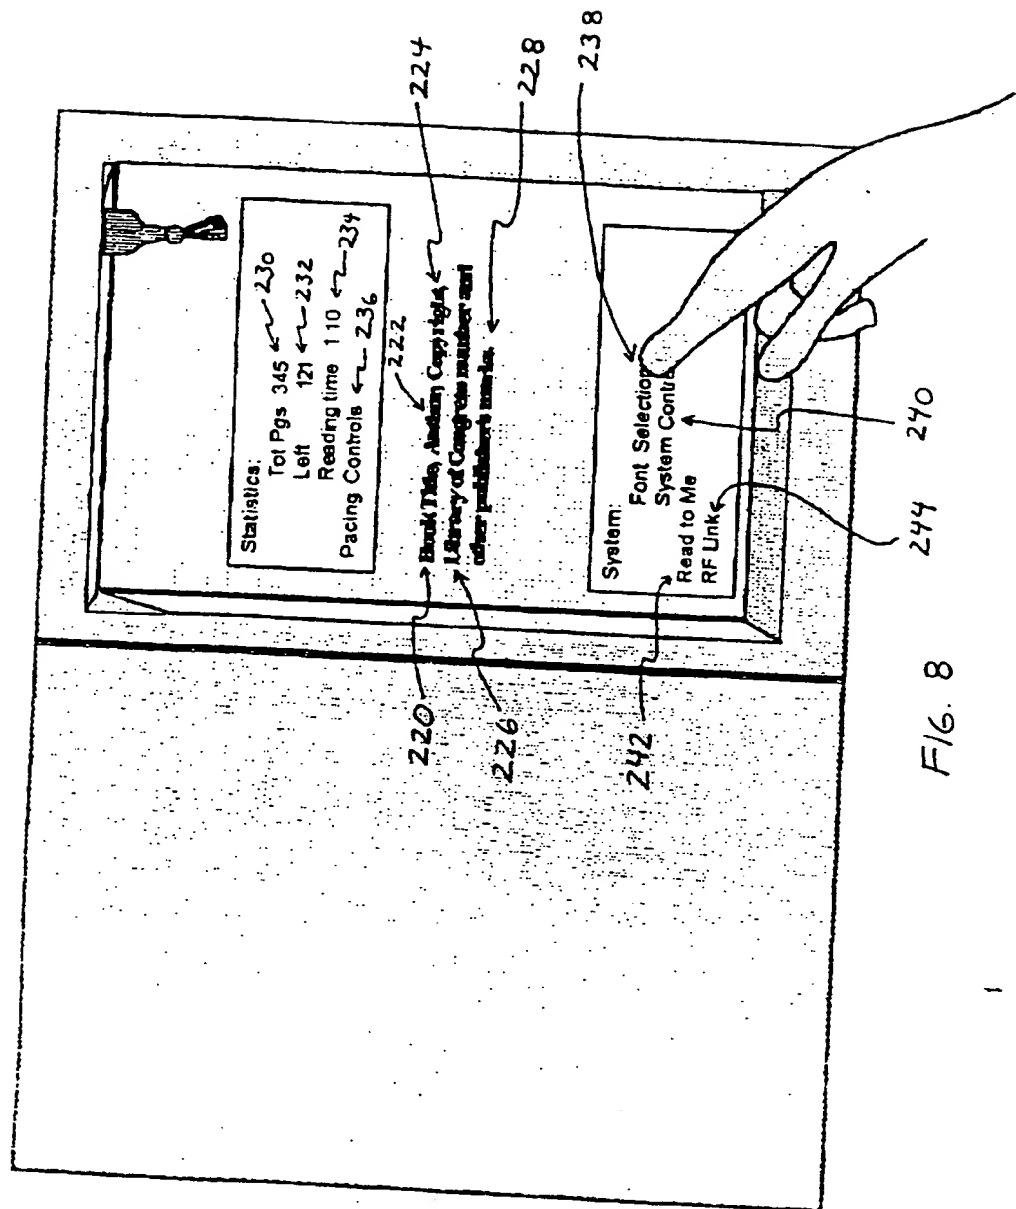 Statistics:
Tot Pgs 345 230
Left 121 232
Reading time 1 10 234
Pacing Controls 236
222
224
220
Book Title, Author, Copyright,
226
Library of Congress number and
other publisher's marks.
228
System:
238
Font Selection
System Contro
240
242
Read to Me
RF Link
244
FIG. 8
1